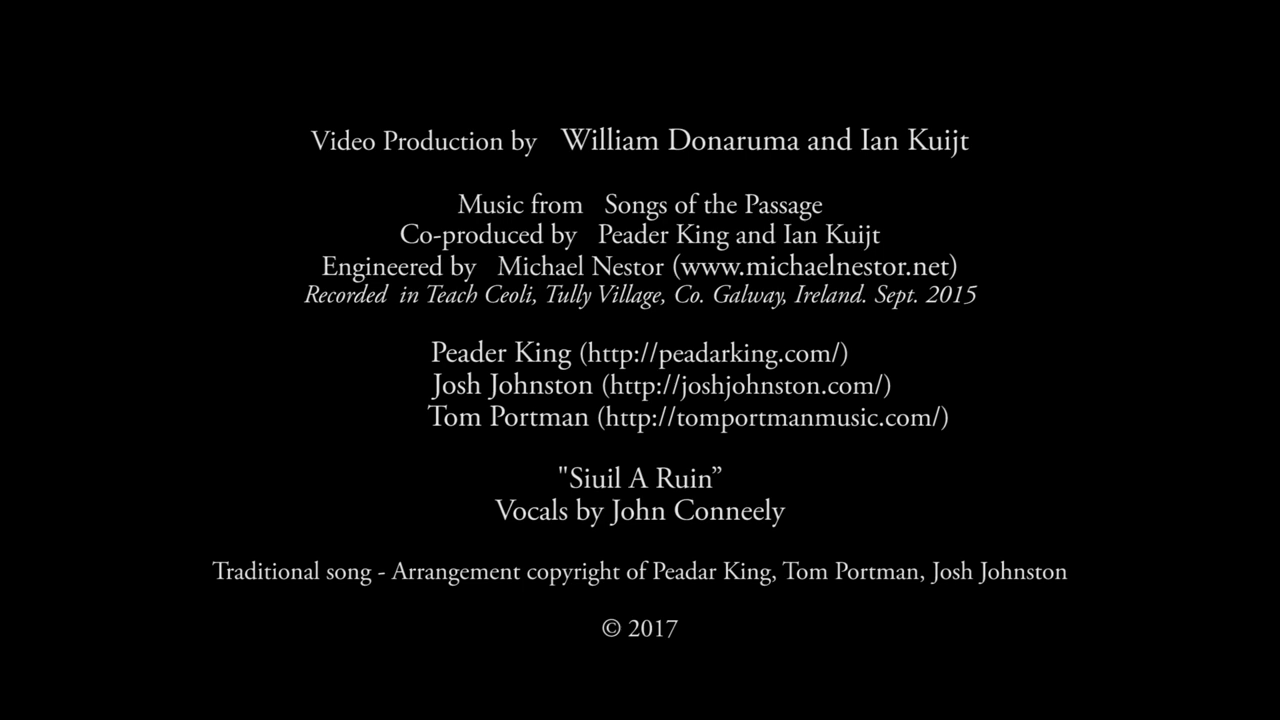 Video Production by William Donaruma and Ian Kuijt
Music from Songs of the Passage
Co-produced by Peader King and Ian Kuijt
Engineered by Michael Nestor (www.michaelnestor.net)
Recorded in Teach Ceoli, Tully Village, Co. Galway, Ireland. Sept. 2015
Peader King (http://peadarking.com/)
Josh Johnston (http://joshjohnston.com/)
Tom Portman (http://tomportmanmusic.com/)
"Siuil A Ruin”
Vocals by John Conneely
Traditional song - Arrangement copyright of Peadar King, Tom Portman, Josh Johnston
© 2017